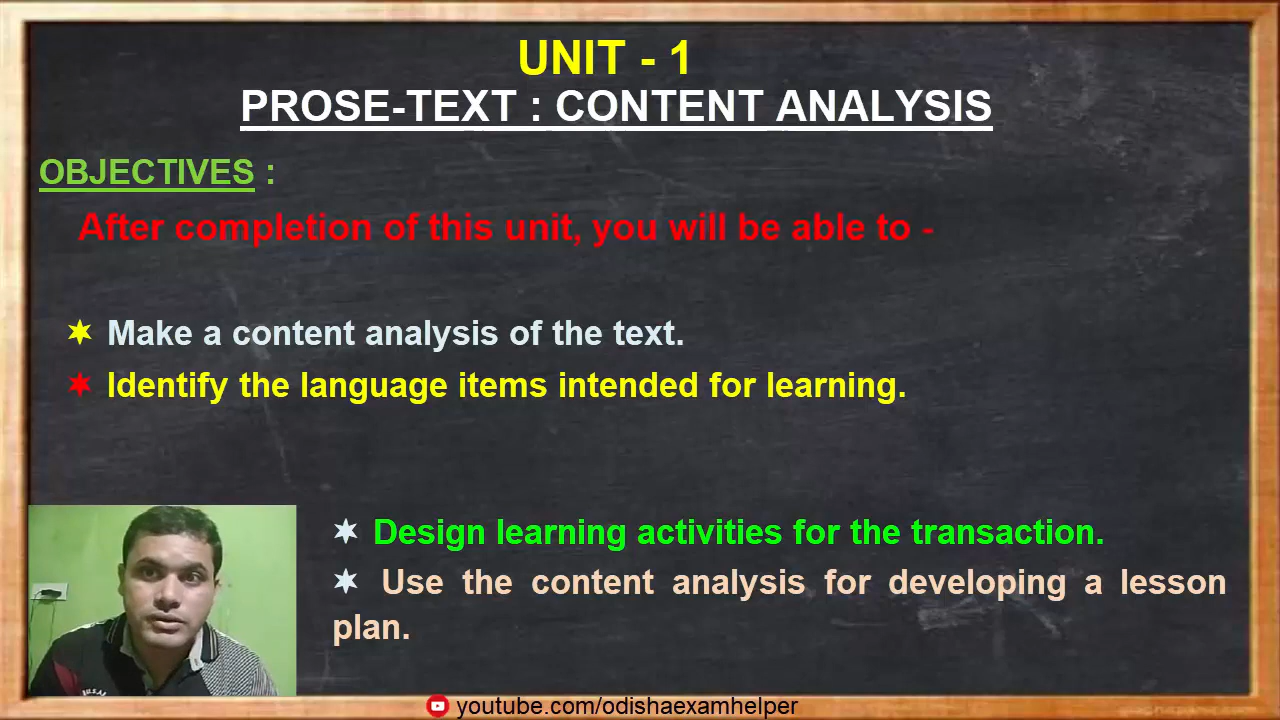 UNIT - 1
PROSE-TEXT : CONTENT ANALYSIS
OBJECTIVES :
After completion of this unit, you will be able to -
✶ Make a content analysis of the text.
✶ Identify the language items intended for learning.
✶ Design learning activities for the transaction.
✶ Use the content analysis for developing a lesson
plan.
youtube.com/odishaexamhelper